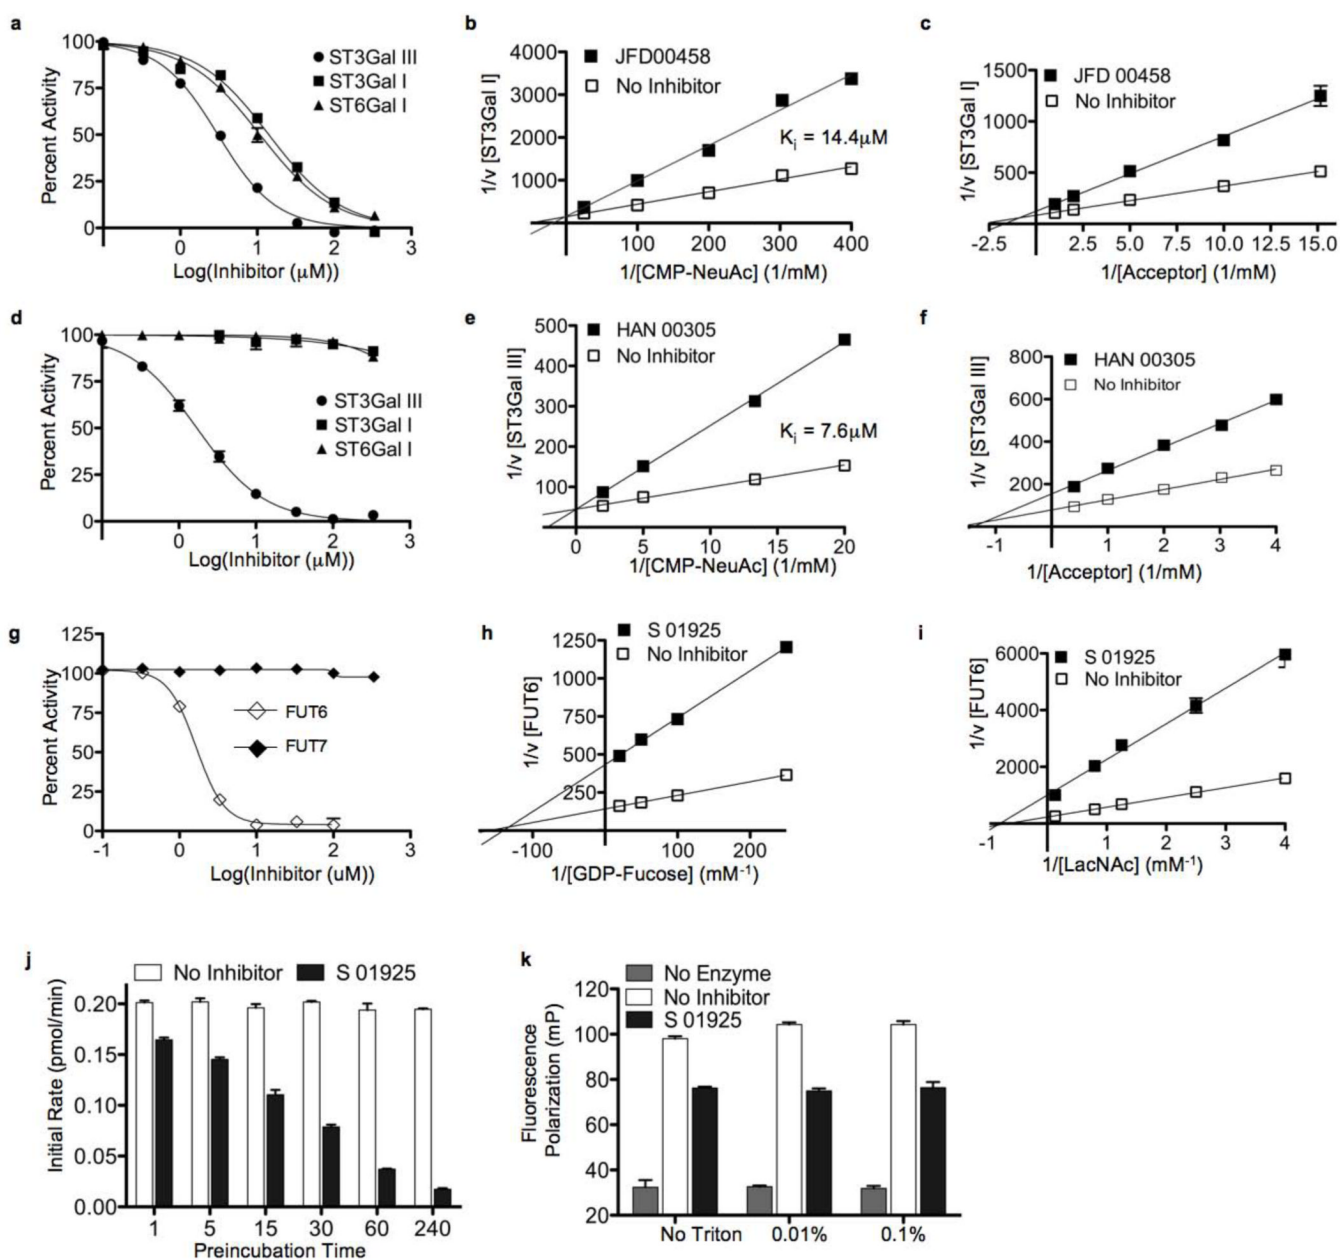 a
100
75
50
25
0
Percent Activity
ST3Gal III
ST3Gal I
ST6Gal I
0 1 2 3
Log(Inhibitor (μM))
b
4000
3000
2000
1000
1/v [ST3Gal I]
JFD00458
No Inhibitor
Ki = 14.4μM
100 200 300 400
1/[CMP-NeuAc] (1/mM)
c
1500
1000
500
1/v [ST3Gal I]
JFD 00458
No Inhibitor
-2.5 2.5 5.0 7.5 10.0 12.5 15.0
1/[Acceptor] (1/mM)
d
100
75
50
25
0
Percent Activity
ST3Gal III
ST3Gal I
ST6Gal I
0 1 2 3
Log(Inhibitor (μM))
e
500
400
300
200
100
1/v [ST3Gal III]
HAN 00305
No Inhibitor
Ki = 7.6μM
0 5 10 15 20
1/[CMP-NeuAc] (1/mM)
f
800
600
400
200
1/v [ST3Gal III]
HAN 00305
No Inhibitor
-1 1 2 3 4
1/[Acceptor] (1/mM)
g
125
100
75
50
25
0
Percent Activity
FUT6
FUT7
-1 0 1 2 3
Log(Inhibitor (uM))
h
1250
1000
750
500
250
1/v [FUT6]
S 01925
No Inhibitor
-100 0 100 200
1/[GDP-Fucose] (mM-1)
i
6000
4000
2000
1/v [FUT6]
S 01925
No Inhibitor
-1 0 1 2 3 4
1/[LacNAc] (mM-1)
j
No Inhibitor S 01925
0.20
0.15
0.10
0.05
0.00
Initial Rate (pmol/min)
1 5 15 30 60 240
Preincubation Time
k
No Enzyme
No Inhibitor
S 01925
120
100
80
60
40
20
Fluorescence
Polarization (mP)
No Triton 0.01% 0.1%